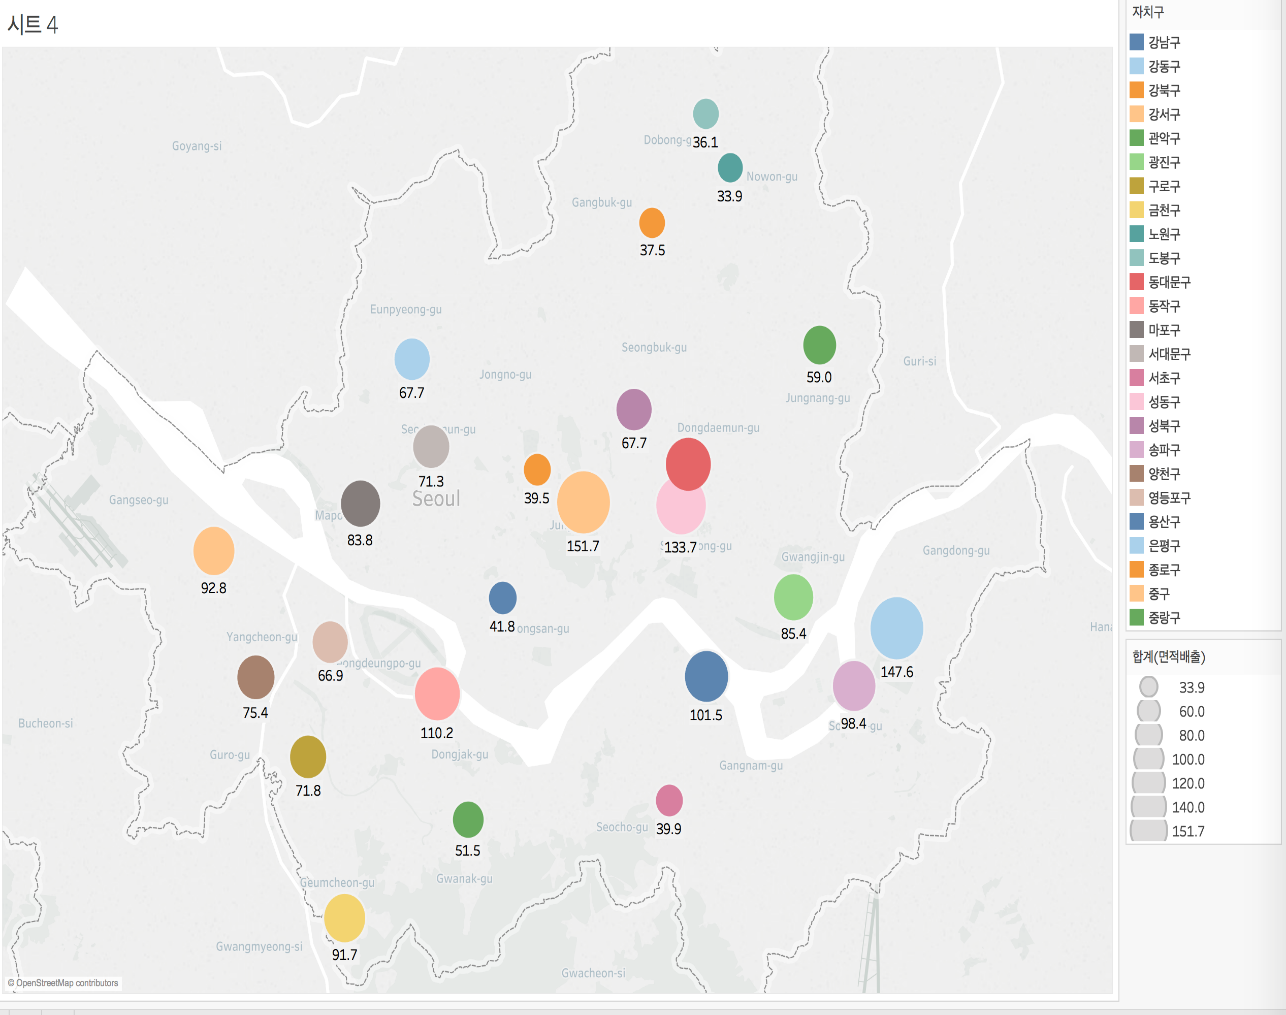 시트 4
Goyang-si
Dobong-g
36.1
Nowon-gu
33.9
Gangbuk-gu
37.5
Eunpyeong-gu
67.7
Seongbuk-gu
Jongno-gu
59.0
Guri-si
Jungnang-gu
67.7
Dongdaemun-gu
71.3
Seoul
39.5
Gangseo-gu
Mapo
83.8
151.7
133.7
92.8
Gwangjin-gu
Gangdong-gu
41.8
ongsan-gu
85.4
Hana
Yangcheon-gu
66.9
ongdeungpo-gu
147.6
75.4
101.5
98.4
Bucheon-si
110.2
Guro-gu
Dongjak-gu
Gangnam-gu
71.8
39.9
Seocho-gu
51.5
Gwanak-gu
Geumcheon-gu
91.7
Gwangmyeong-si
Gwacheon-si
© OpenStreetMap contributors
자치구
강남구
강동구
강북구
강서구
관악구
광진구
구로구
금천구
노원구
도봉구
동대문구
동작구
마포구
서대문구
서초구
성동구
성북구
송파구
양천구
영등포구
용산구
은평구
종로구
중구
중랑구
합계(면적배출)
33.9
60.0
80.0
100.0
120.0
140.0
151.7